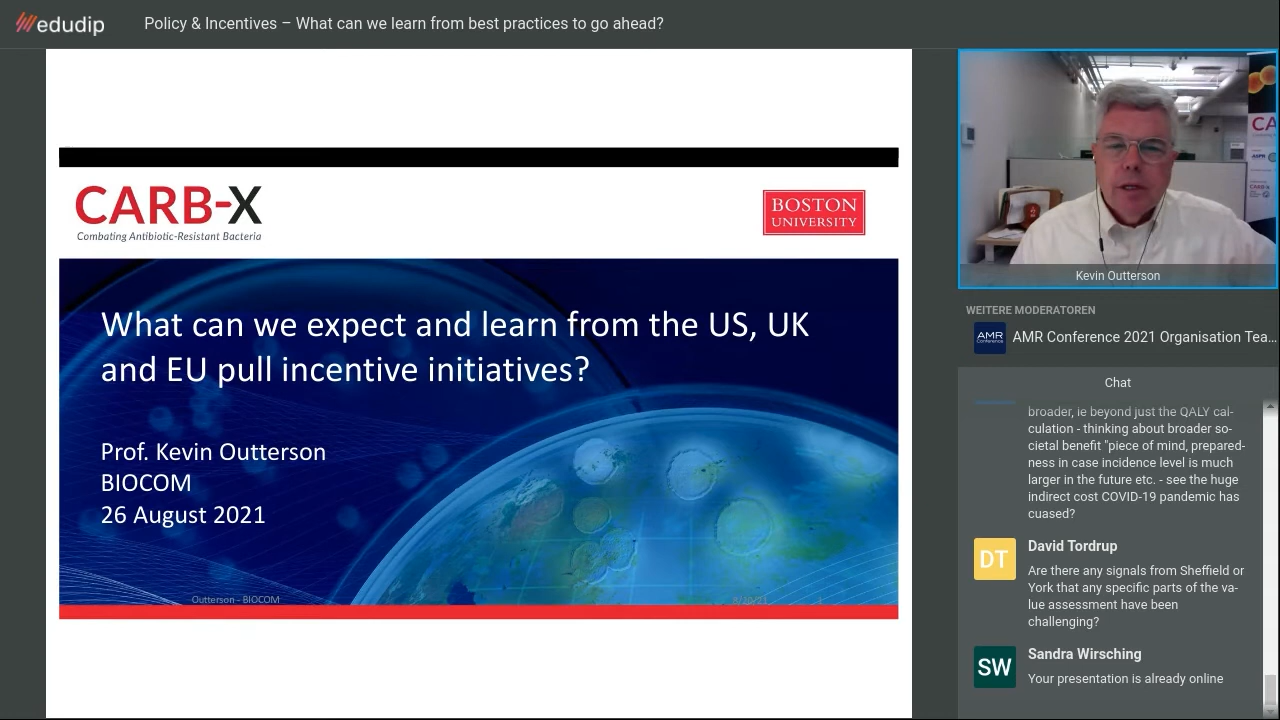 edudip
Policy & Incentives – What can we learn from best practices to go ahead?
CARB-X
Combating Antibiotic-Resistant Bacteria
BOSTON
UNIVERSITY
What can we expect and learn from the US, UK
and EU pull incentive initiatives?
Prof. Kevin Outterson
BIOCOM
26 August 2021
Outterson - BIOCOM
1
CA
Kevin Outterson
WEITERE MODERATOREN
AMR
Conference
AMR Conference 2021 Organisation Tea...
Chat
broader, ie beyond just the QALY cal-
culation - thinking about broader so-
cietal benefit "piece of mind, prepared-
ness in case incidence level is much
larger in the future etc. - see the huge
indirect cost COVID-19 pandemic has
cuased?
DT
David Tordrup
Are there any signals from Sheffield or
York that any specific parts of the va-
lue assessment have been
challenging?
SW
Sandra Wirsching
Your presentation is already online